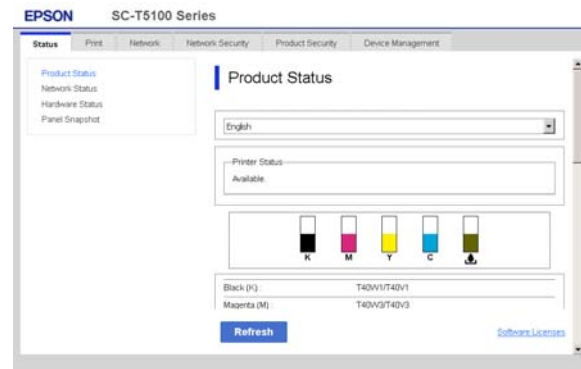 EPSON SC-T5100 Series
Status Print Network Network Security Product Security Device Management
Product Status
Network Status
Hardware Status
Panel Snapshot
Product Status
English
Printer Status
Available.
K M Y C
Black (K) : T40W1/T40V1
Magenta (M) : T40W3/T40V3
Refresh
Software Licenses